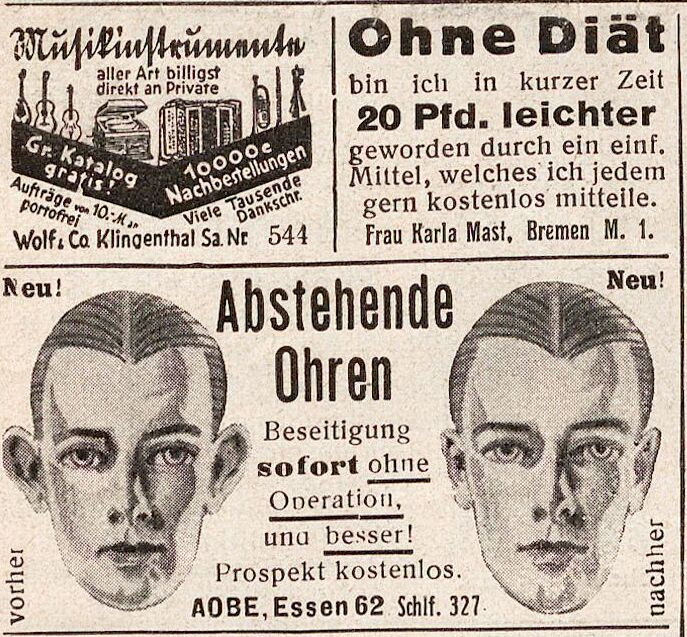 Musikinstrumente
aller Art billigst
direkt an Private
Gr. Katalog
gratis!
10000e
Nachbestellungen
Aufträge von 10.-M an
portofrei
Viele Tausende
Dankschr.
Wolf & Co. Klingenthal Sa. Nr. 544
Ohne Diät
bin ich in kurzer Zeit
20 Pfd. leichter
geworden durch ein einf.
Mittel, welches ich jedem
gern kostenlos mitteile.
Frau Karla Mast, Bremen M. 1.
Neu!
Neu!
Abstehende
Ohren
Beseitigung
sofort ohne
Operation,
und besser!
Prospekt kostenlos.
AOBE, Essen 62 Schlf. 327
vorher
nachher